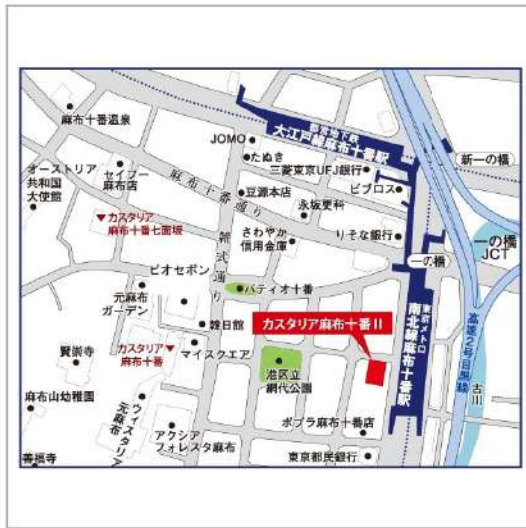 都営地下鉄
大江戸線麻布十番駅
麻布十番温泉
JOMO
たぬき
三菱東京UFJ銀行
新一の橋
オーストリア
共和国
大使館
セイフー
麻布店
麻布十番通り
豆源本店
ビブロス
永坂更科
カスタリア
麻布十番七面坂
雑式通り
さわやか
信用金庫
りそな銀行
一の橋
一の橋
JCT
ピオセボン
パティオ十番
元麻布
ガーデン
麹日館
カスタリア麻布十番II
東京メトロ
南北線麻布十番駅
高速2号目黒線
古川
賢崇寺
カスタリア
麻布十番
マイスクエア
港区立
網代公園
麻布山幼稚園
ウィスタリア
元麻布
アクシア
フォレスタ麻布
ポプラ麻布十番店
善福寺
東京都民銀行